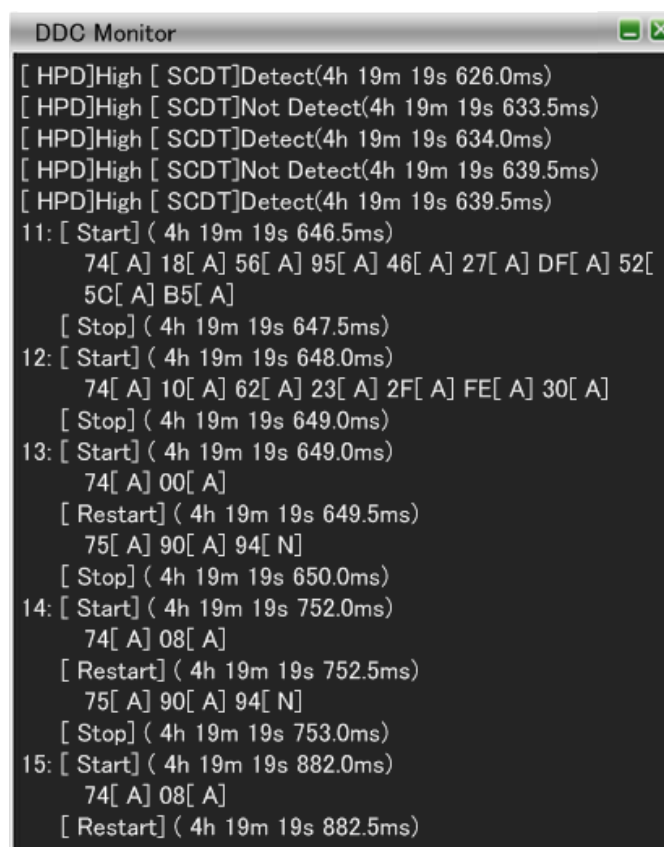 DDC Monitor
[ HPD]High [ SCDT]Detect(4h 19m 19s 626.0ms)
[ HPD]High [ SCDT]Not Detect(4h 19m 19s 633.5ms)
[ HPD]High [ SCDT]Detect(4h 19m 19s 634.0ms)
[ HPD]High [ SCDT]Not Detect(4h 19m 19s 639.5ms)
[ HPD]High [ SCDT]Detect(4h 19m 19s 639.5ms)
11: [ Start] ( 4h 19m 19s 646.5ms)
74[ A] 18[ A] 56[ A] 95[ A] 46[ A] 27[ A] DF[ A] 52[
5C[ A] B5[ A]
[ Stop] ( 4h 19m 19s 647.5ms)
12: [ Start] ( 4h 19m 19s 648.0ms)
74[ A] 10[ A] 62[ A] 23[ A] 2F[ A] FE[ A] 30[ A]
[ Stop] ( 4h 19m 19s 649.0ms)
13: [ Start] ( 4h 19m 19s 649.0ms)
74[ A] 00[ A]
[ Restart] ( 4h 19m 19s 649.5ms)
75[ A] 90[ A] 94[ N]
[ Stop] ( 4h 19m 19s 650.0ms)
14: [ Start] ( 4h 19m 19s 752.0ms)
74[ A] 08[ A]
[ Restart] ( 4h 19m 19s 752.5ms)
75[ A] 90[ A] 94[ N]
[ Stop] ( 4h 19m 19s 753.0ms)
15: [ Start] ( 4h 19m 19s 882.0ms)
74[ A] 08[ A]
[ Restart] ( 4h 19m 19s 882.5ms)